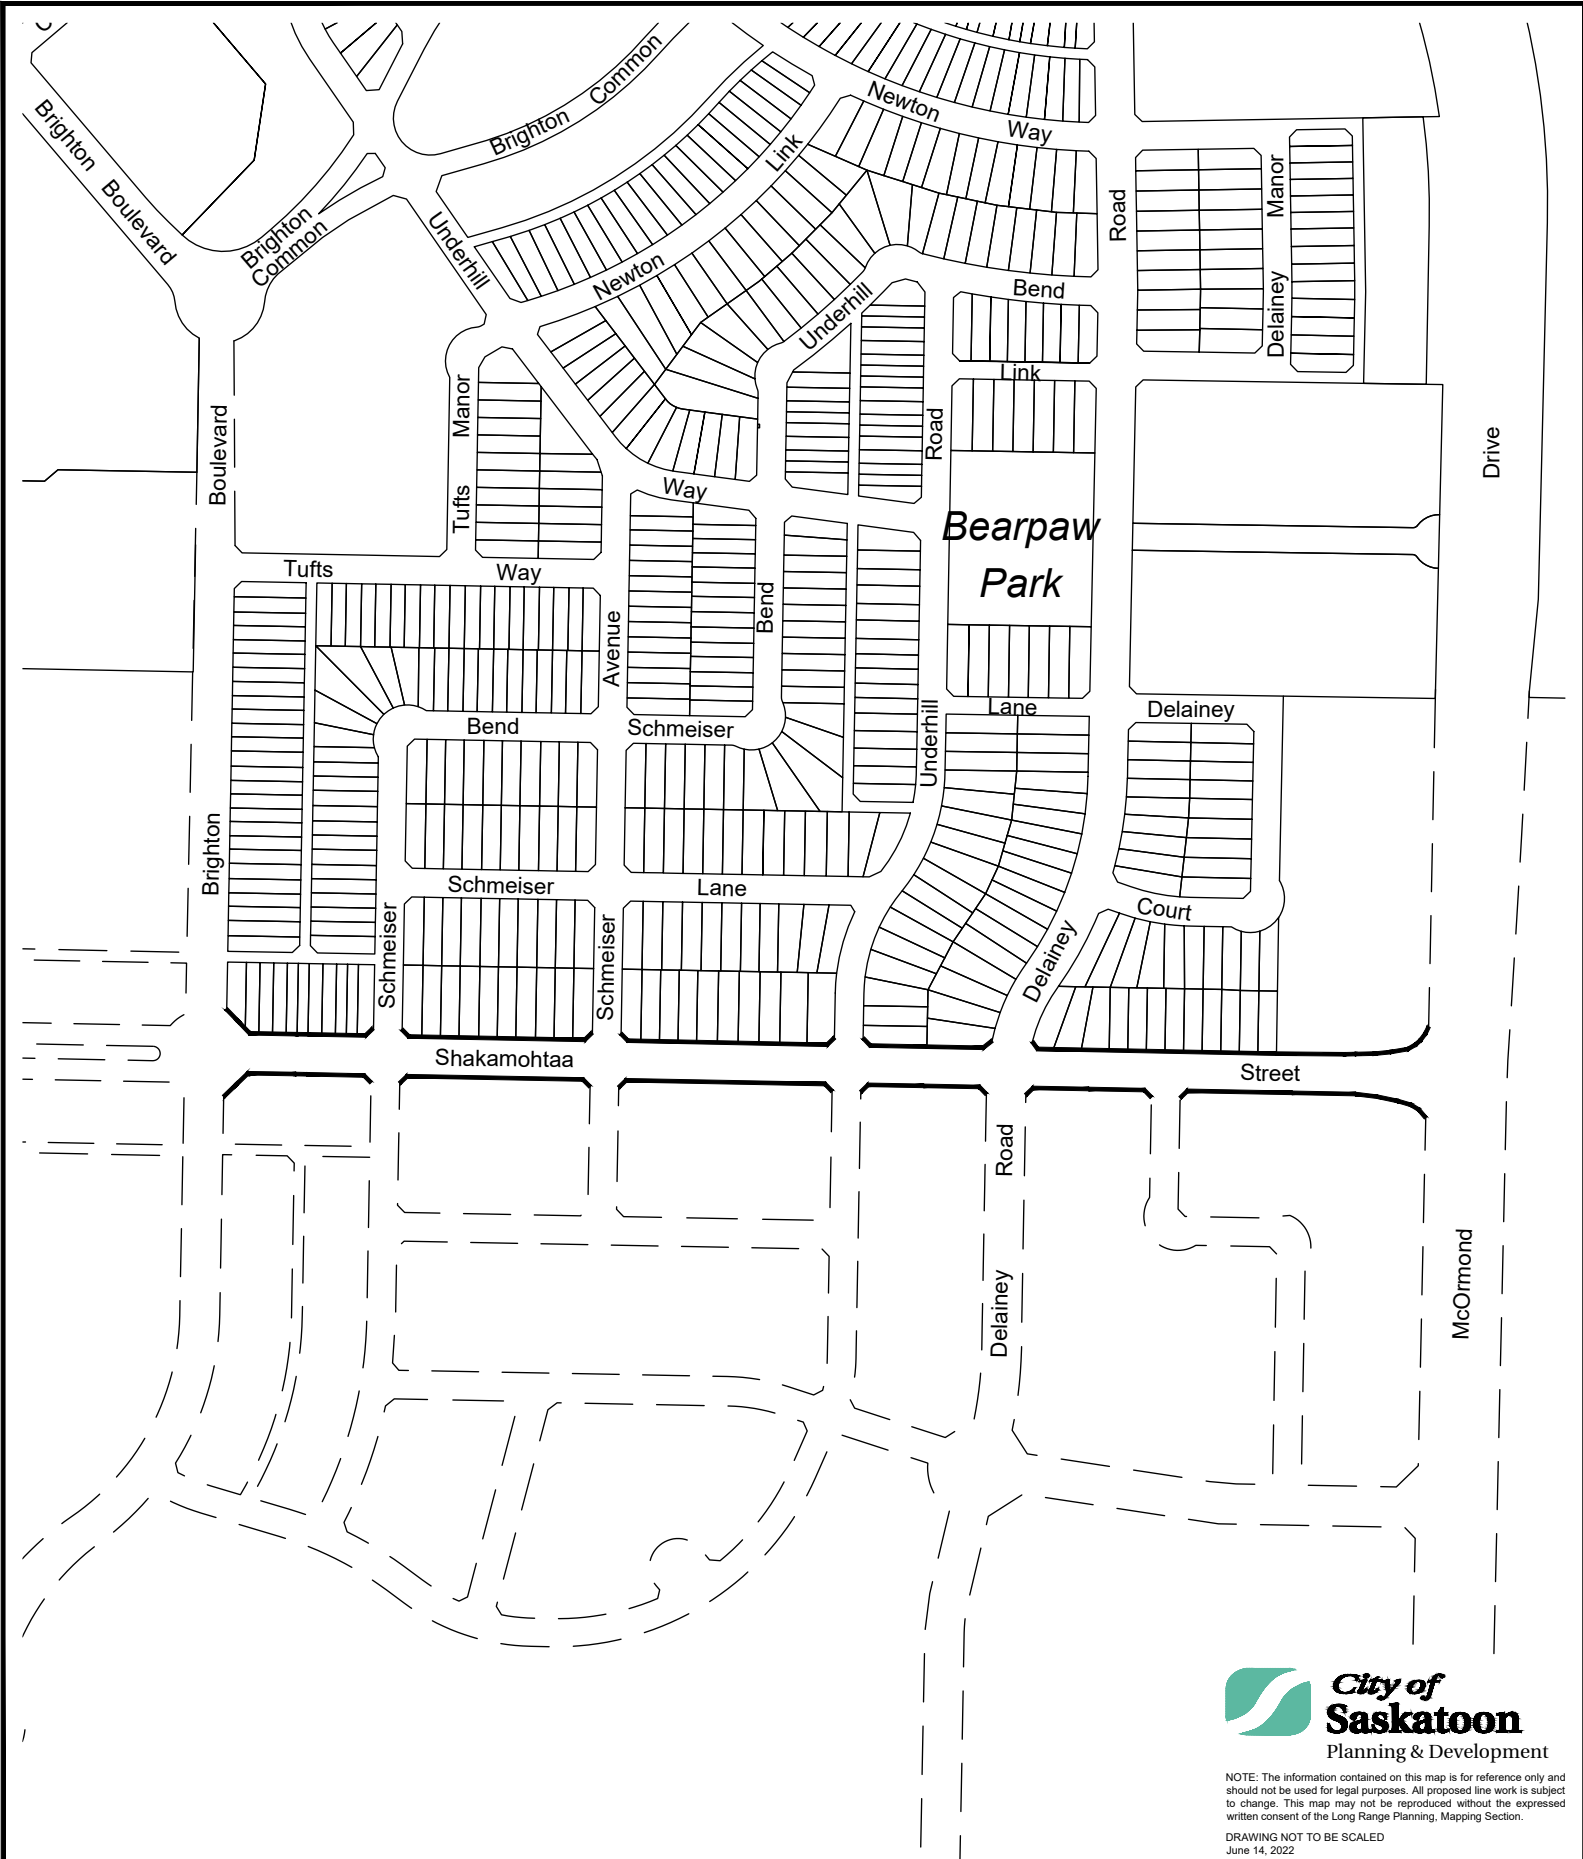 Brighton Common
Newton Way
Link
Brighton Boulevard
Brighton
Common
Underhill
Newton
Road
Manor
Delainey
Underhill
Bend
Link
Manor
Tufts
Boulevard
Road
Drive
Way
Bearpaw
Park
Tufts Way
Avenue
Bend
Bend
Schmeiser
Underhill
Lane
Delainey
Brighton
Schmeiser Lane
Court
Schmeiser
Schmeiser
Delainey
Shakamohtaa Street
Road
Delainey
McOrmond
City of
Saskatoon
Planning & Development
NOTE: The information contained on this map is for reference only and
should not be used for legal purposes. All proposed line work is subject
to change. This map may not be reproduced without the expressed
written consent of the Long Range Planning, Mapping Section.
DRAWING NOT TO BE SCALED
June 14, 2022